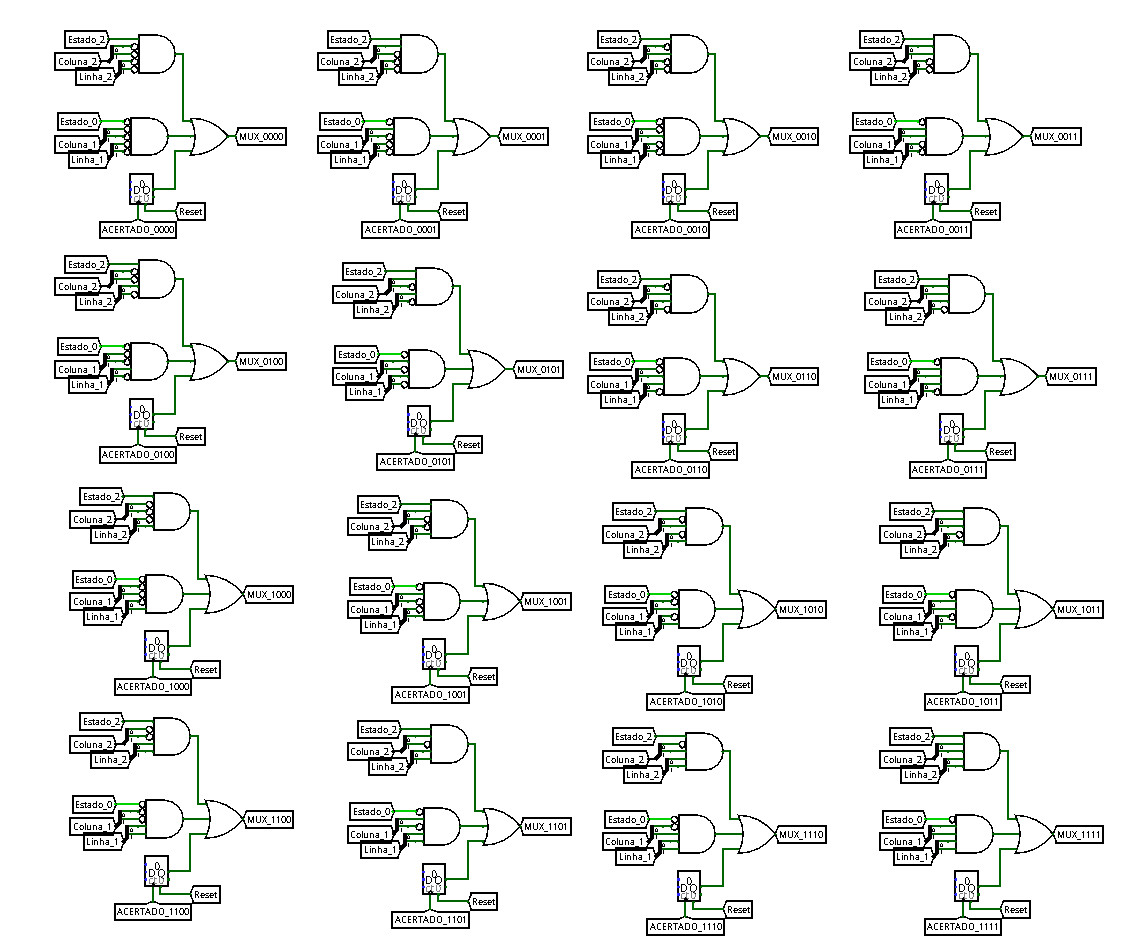 Estado_2 Estado_2 Estado_2 Estado_2
Coluna_2 Coluna_2 Coluna_2 Coluna_2
Linha_2 Linha_2 Linha_2 Linha_2
Estado_0 Estado_0 Estado_0 Estado_0
MUX_0000 MUX_0001 MUX_0010 MUX_0011
Coluna_1 Coluna_1 Coluna_1 Coluna_1
Linha_1 Linha_1 Linha_1 Linha_1
Reset Reset Reset Reset
ACERTADO_0000 ACERTADO_0001 ACERTADO_0010 ACERTADO_0011
Estado_2 Estado_2 Estado_2 Estado_2
Coluna_2 Coluna_2 Coluna_2 Coluna_2
Linha_2 Linha_2 Linha_2 Linha_2
Estado_0 Estado_0 Estado_0 Estado_0
MUX_0100 MUX_0101 MUX_0110 MUX_0111
Coluna_1 Coluna_1 Coluna_1 Coluna_1
Linha_1 Linha_1 Linha_1 Linha_1
Reset Reset Reset Reset
ACERTADO_0100 ACERTADO_0101 ACERTADO_0110 ACERTADO_0111
Estado_2 Estado_2 Estado_2 Estado_2
Coluna_2 Coluna_2 Coluna_2 Coluna_2
Linha_2 Linha_2 Linha_2 Linha_2
Estado_0 Estado_0 Estado_0 Estado_0
MUX_1000 MUX_1001 MUX_1010 MUX_1011
Coluna_1 Coluna_1 Coluna_1 Coluna_1
Linha_1 Linha_1 Linha_1 Linha_1
Reset Reset Reset Reset
ACERTADO_1000 ACERTADO_1001 ACERTADO_1010 ACERTADO_1011
Estado_2 Estado_2 Estado_2 Estado_2
Coluna_2 Coluna_2 Coluna_2 Coluna_2
Linha_2 Linha_2 Linha_2 Linha_2
Estado_0 Estado_0 Estado_0 Estado_0
MUX_1100 MUX_1101 MUX_1110 MUX_1111
Coluna_1 Coluna_1 Coluna_1 Coluna_1
Linha_1 Linha_1 Linha_1 Linha_1
Reset Reset Reset Reset
ACERTADO_1100 ACERTADO_1101 ACERTADO_1110 ACERTADO_1111